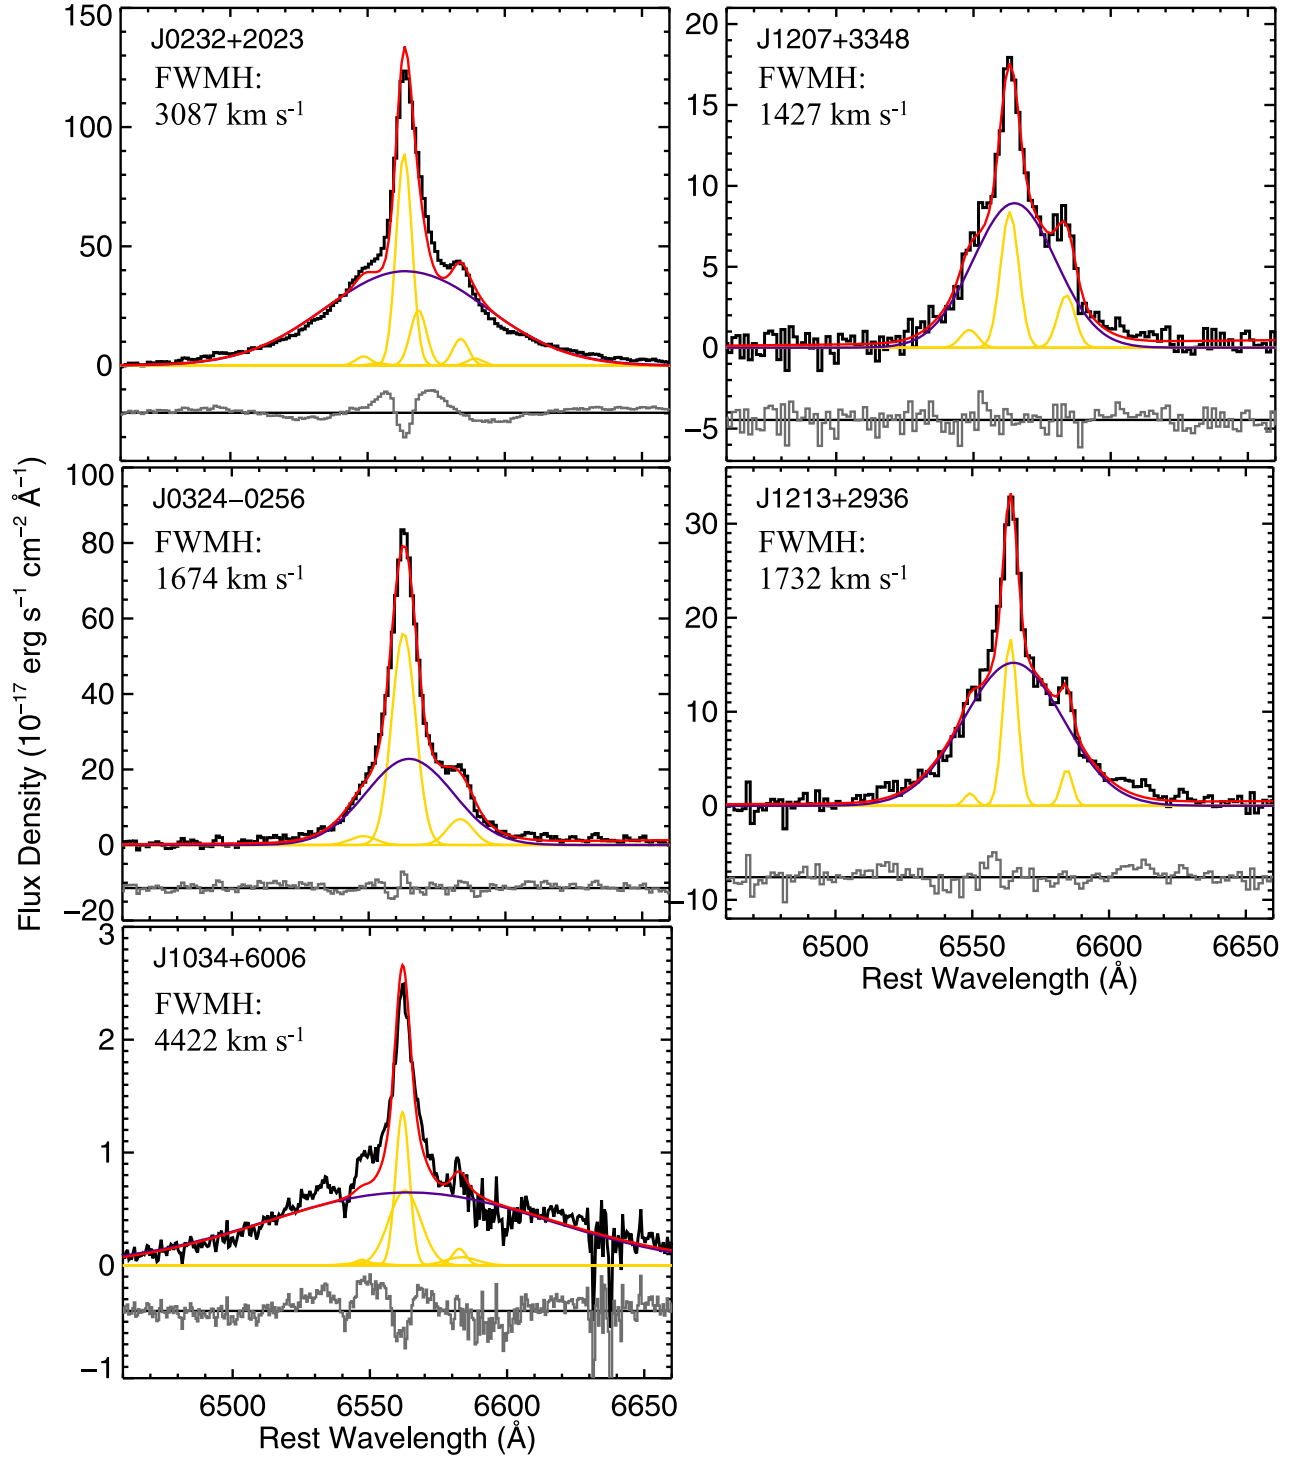 J0232+2023
FWMH:
3087 km s⁻¹
150
100
50
0
J1207+3348
FWMH:
1427 km s⁻¹
20
15
10
5
0
−5
J0324−0256
FWMH:
1674 km s⁻¹
100
80
60
40
20
0
−20
J1213+2936
FWMH:
1732 km s⁻¹
30
20
10
0
−10
6500 6550 6600 6650
Rest Wavelength (Å)
J1034+6006
FWMH:
4422 km s⁻¹
3
2
1
0
−1
6500 6550 6600 6650
Rest Wavelength (Å)
Flux Density (10⁻¹⁷ erg s⁻¹ cm⁻² Å⁻¹)